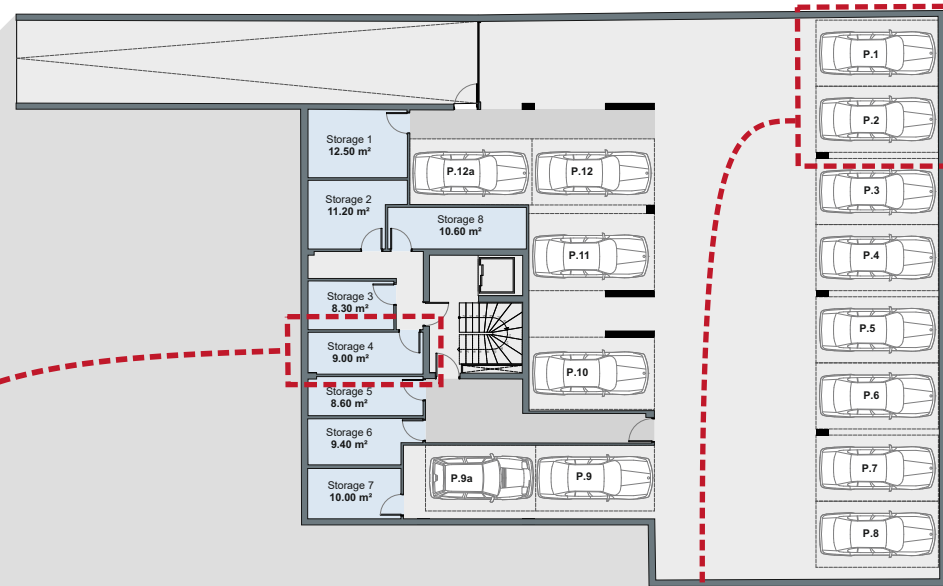 P.1
P.2
P.3
P.4
P.5
P.6
P.7
P.8
Storage 1
12.50 m²
P.12a
P.12
Storage 2
11.20 m²
Storage 8
10.60 m²
P.11
Storage 3
8.30 m²
Storage 4
9.00 m²
P.10
Storage 5
8.60 m²
Storage 6
9.40 m²
Storage 7
10.00 m²
P.9a
P.9